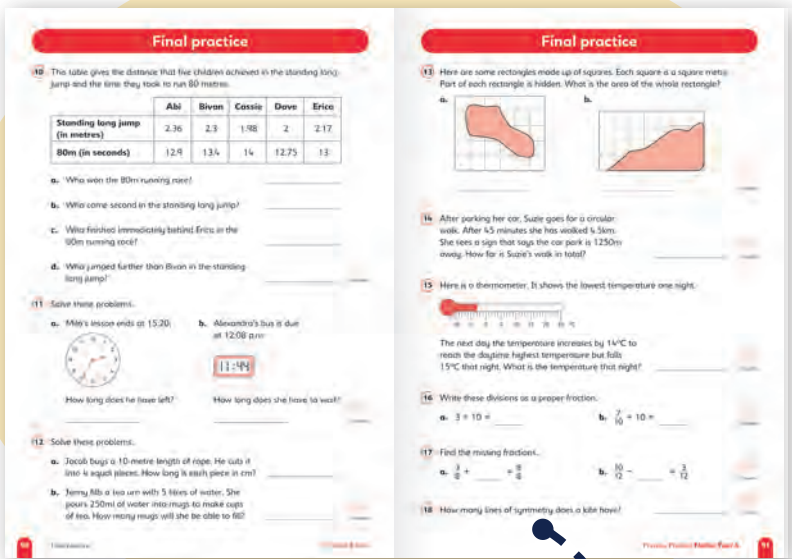 Final practice
10 This table gives the distance that five children achieved in the standing long
jump and the time they took to run 80 metres.
Abi Bivan Cassie Dave Erica
Standing long jump (in metres) 2.36 2.3 1.98 2 2.17
80m (in seconds) 12.9 13.4 14 12.75 13
a. Who won the 80m running race?
b. Who came second in the standing long jump?
c. Who finished immediately behind Erica in the
80m running race?
d. Who jumped further than Bivan in the standing
long jump?
11 Solve these problems.
a. Milo's lesson ends at 15:20.
b. Alexandra's bus is due
at 12:08 p.m.
11:44
How long does he have left?
How long does she have to wait?
12 Solve these problems.
a. Jacob buys a 10-metre length of rope. He cuts it
into equal pieces. How long is each piece in cm?
b. Jenny fills a tea urn with 5 litres of water. She
pours 250ml of water into mugs to make cups
of tea. How many mugs will she be able to fill?
90
Final practice
13 Here are some rectangles made up of squares. Each square is a square metre.
Part of each rectangle is hidden. What is the area of the whole rectangle?
a.
b.
14 After parking her car, Suzie goes for a circular
walk. After 45 minutes she has walked 4.5km.
She sees a sign that says the car park is 1250m
away. How far is Suzie's walk in total?
15 Here is a thermometer. It shows the lowest temperature one night.
°C
The next day the temperature increases by 14°C to
reach the daytime highest temperature but falls
15°C that night. What is the temperature that night?
16 Write these divisions as a proper fraction.
a. 3 ÷ 10 =
b. 7/10 ÷ 10 =
17 Find the missing fractions.
a. 3/8 + = 8/8
b. 10/12 − = 3/12
18 How many lines of symmetry does a kite have?
91